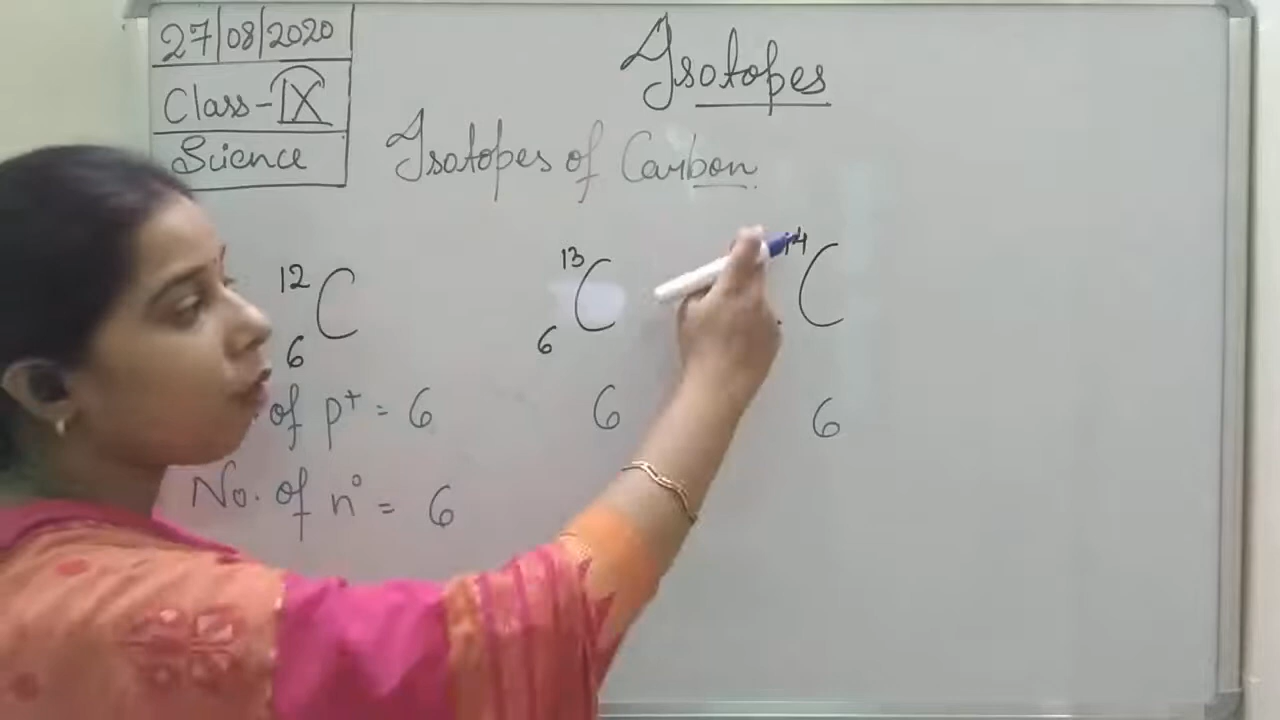 27/08/2020
Class-IX
Science
Isotopes
Isotopes of Carbon.
12 C 13 C 14 C
6 6
of p+ = 6 6 6
No. of n° = 6